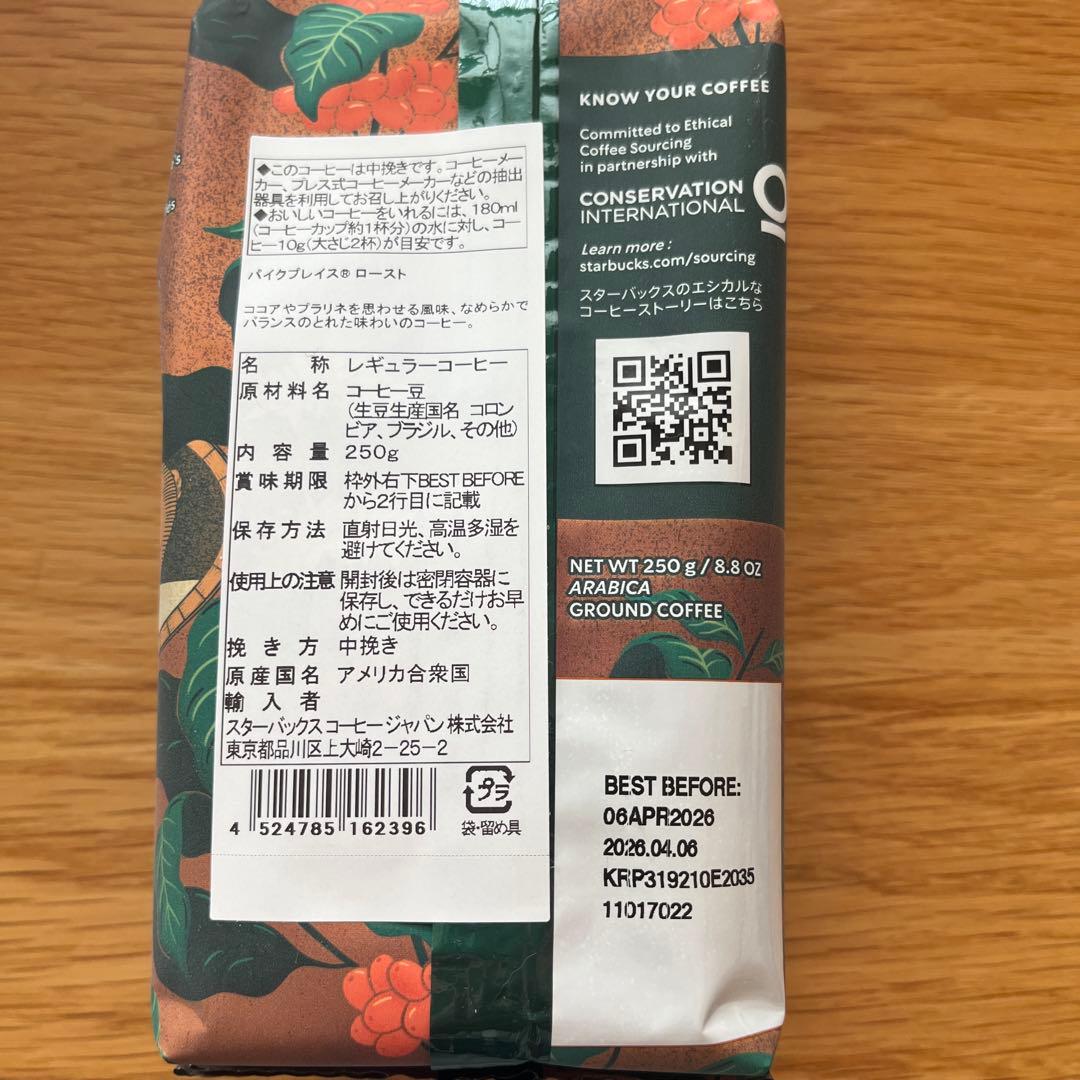 ◆このコーヒーは中挽きです。コーヒーメー
カー、プレス式コーヒーメーカーなどの抽出
器具を利用してお召し上がりください。
◆おいしいコーヒーをいれるには、180ml
(コーヒーカップ約1杯分)の水に対し、コー
ヒー10g(大さじ2杯)が目安です。
パイクプレイス® ロースト
ココアやプラリネを思わせる風味、なめらかで
バランスのとれた味わいのコーヒー。
名称 レギュラーコーヒー
原材料名 コーヒー豆
(生豆生産国名 コロン
ビア、ブラジル、その他)
内容量 250g
賞味期限 枠外右下BEST BEFORE
から2行目に記載
保存方法 直射日光、高温多湿を
避けてください。
使用上の注意 開封後は密閉容器に
保存し、できるだけお早
めにご使用ください。
挽き方 中挽き
原産国名 アメリカ合衆国
輸入者
スターバックス コーヒー ジャパン 株式会社
東京都品川区上大崎2-25-2
4 524785 162396
プラ
袋・留め具
KNOW YOUR COFFEE
Committed to Ethical
Coffee Sourcing
in partnership with
CONSERVATION
INTERNATIONAL
Learn more :
starbucks.com/sourcing
スターバックスのエシカルな
コーヒーストーリーはこちら
NET WT 250 g / 8.8 OZ
ARABICA
GROUND COFFEE
BEST BEFORE:
06APR2026
2026.04.06
KRP319210E2035
11017022